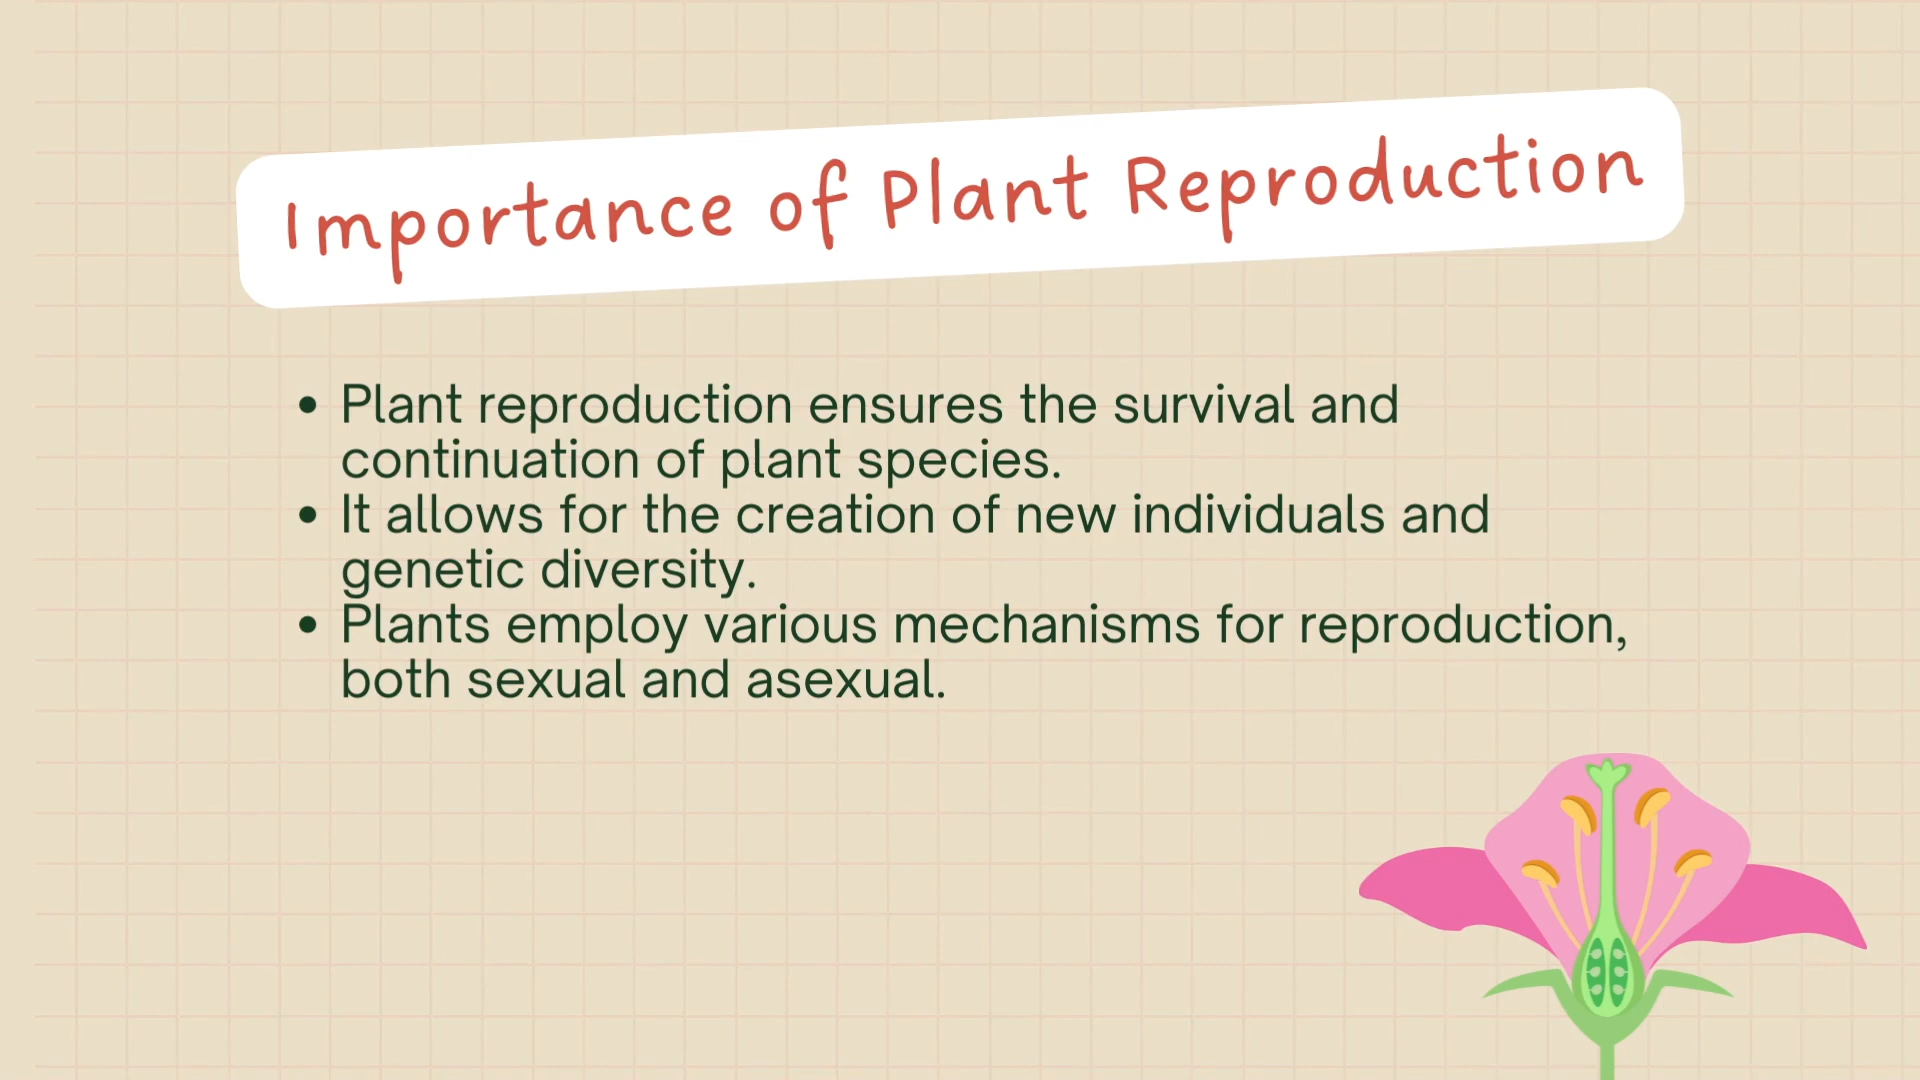 Importance of Plant Reproduction
• Plant reproduction ensures the survival and
continuation of plant species.
• It allows for the creation of new individuals and
genetic diversity.
• Plants employ various mechanisms for reproduction,
both sexual and asexual.